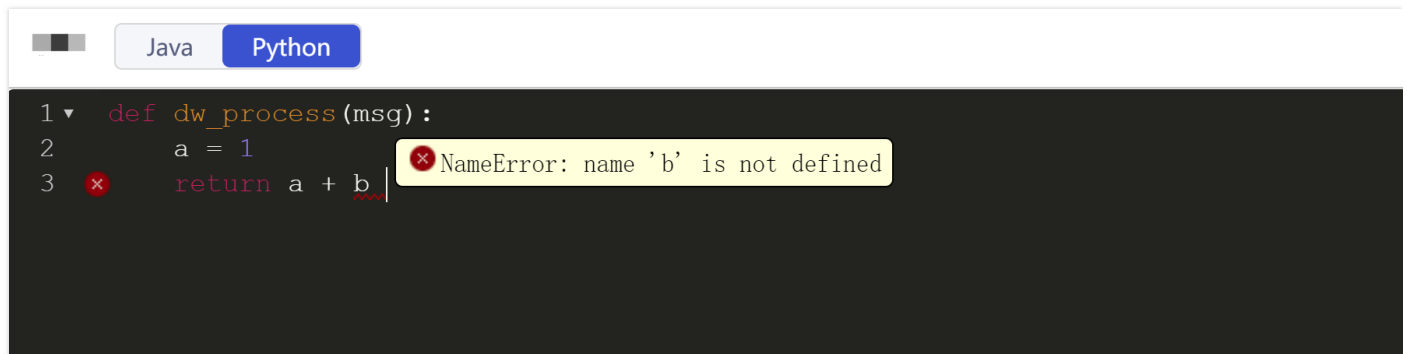 Java Python
1 def dw_process(msg):
2 a = 1
NameError: name 'b' is not defined
3 return a + b